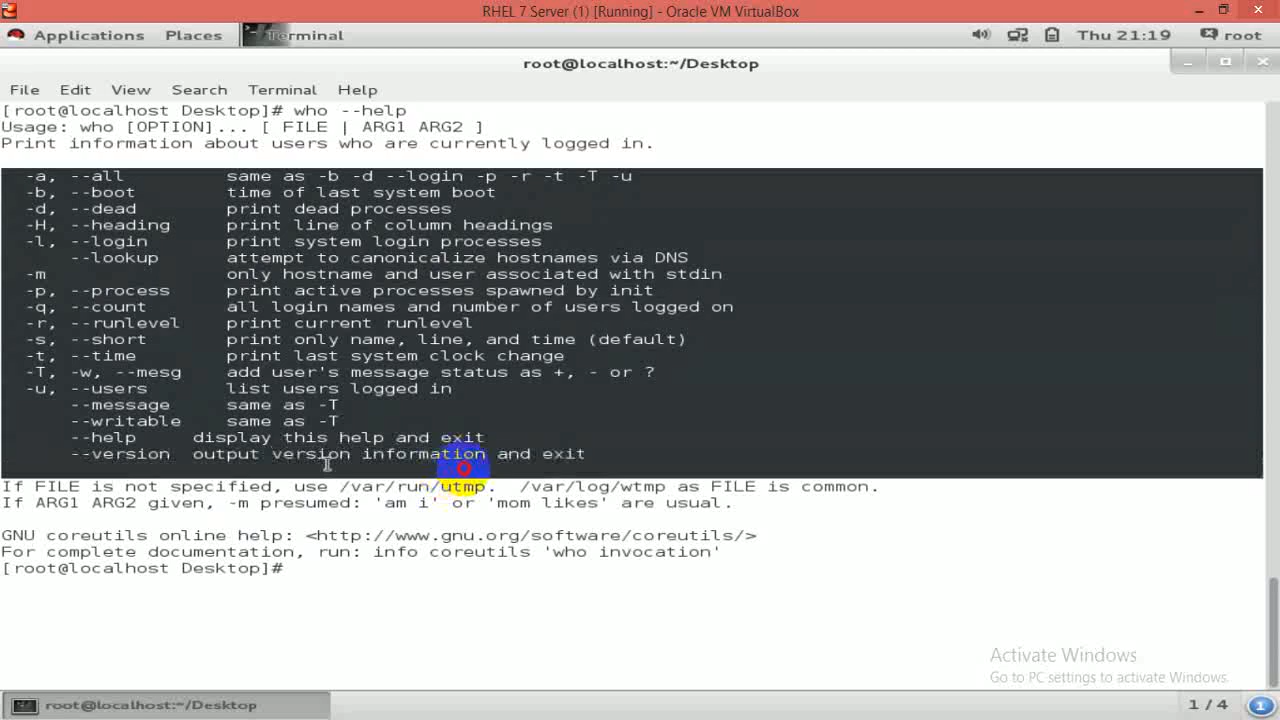 RHEL 7 Server (1) [Running] - Oracle VM VirtualBox
Applications Places Terminal Thu 21:19 root
root@localhost:~/Desktop
File Edit View Search Terminal Help
[root@localhost Desktop]# who --help
Usage: who [OPTION]... [ FILE | ARG1 ARG2 ]
Print information about users who are currently logged in.
-a, --all same as -b -d --login -p -r -t -T -u
-b, --boot time of last system boot
-d, --dead print dead processes
-H, --heading print line of column headings
-l, --login print system login processes
--lookup attempt to canonicalize hostnames via DNS
-m only hostname and user associated with stdin
-p, --process print active processes spawned by init
-q, --count all login names and number of users logged on
-r, --runlevel print current runlevel
-s, --short print only name, line, and time (default)
-t, --time print last system clock change
-T, -w, --mesg add user's message status as +, - or ?
-u, --users list users logged in
--message same as -T
--writable same as -T
--help display this help and exit
--version output version information and exit
If FILE is not specified, use /var/run/utmp. /var/log/wtmp as FILE is common.
If ARG1 ARG2 given, -m presumed: 'am i' or 'mom likes' are usual.
GNU coreutils online help: <http://www.gnu.org/software/coreutils/>
For complete documentation, run: info coreutils 'who invocation'
[root@localhost Desktop]#
Activate Windows
Go to PC settings to activate Windows.
root@localhost:~/Desktop 1 / 4 1